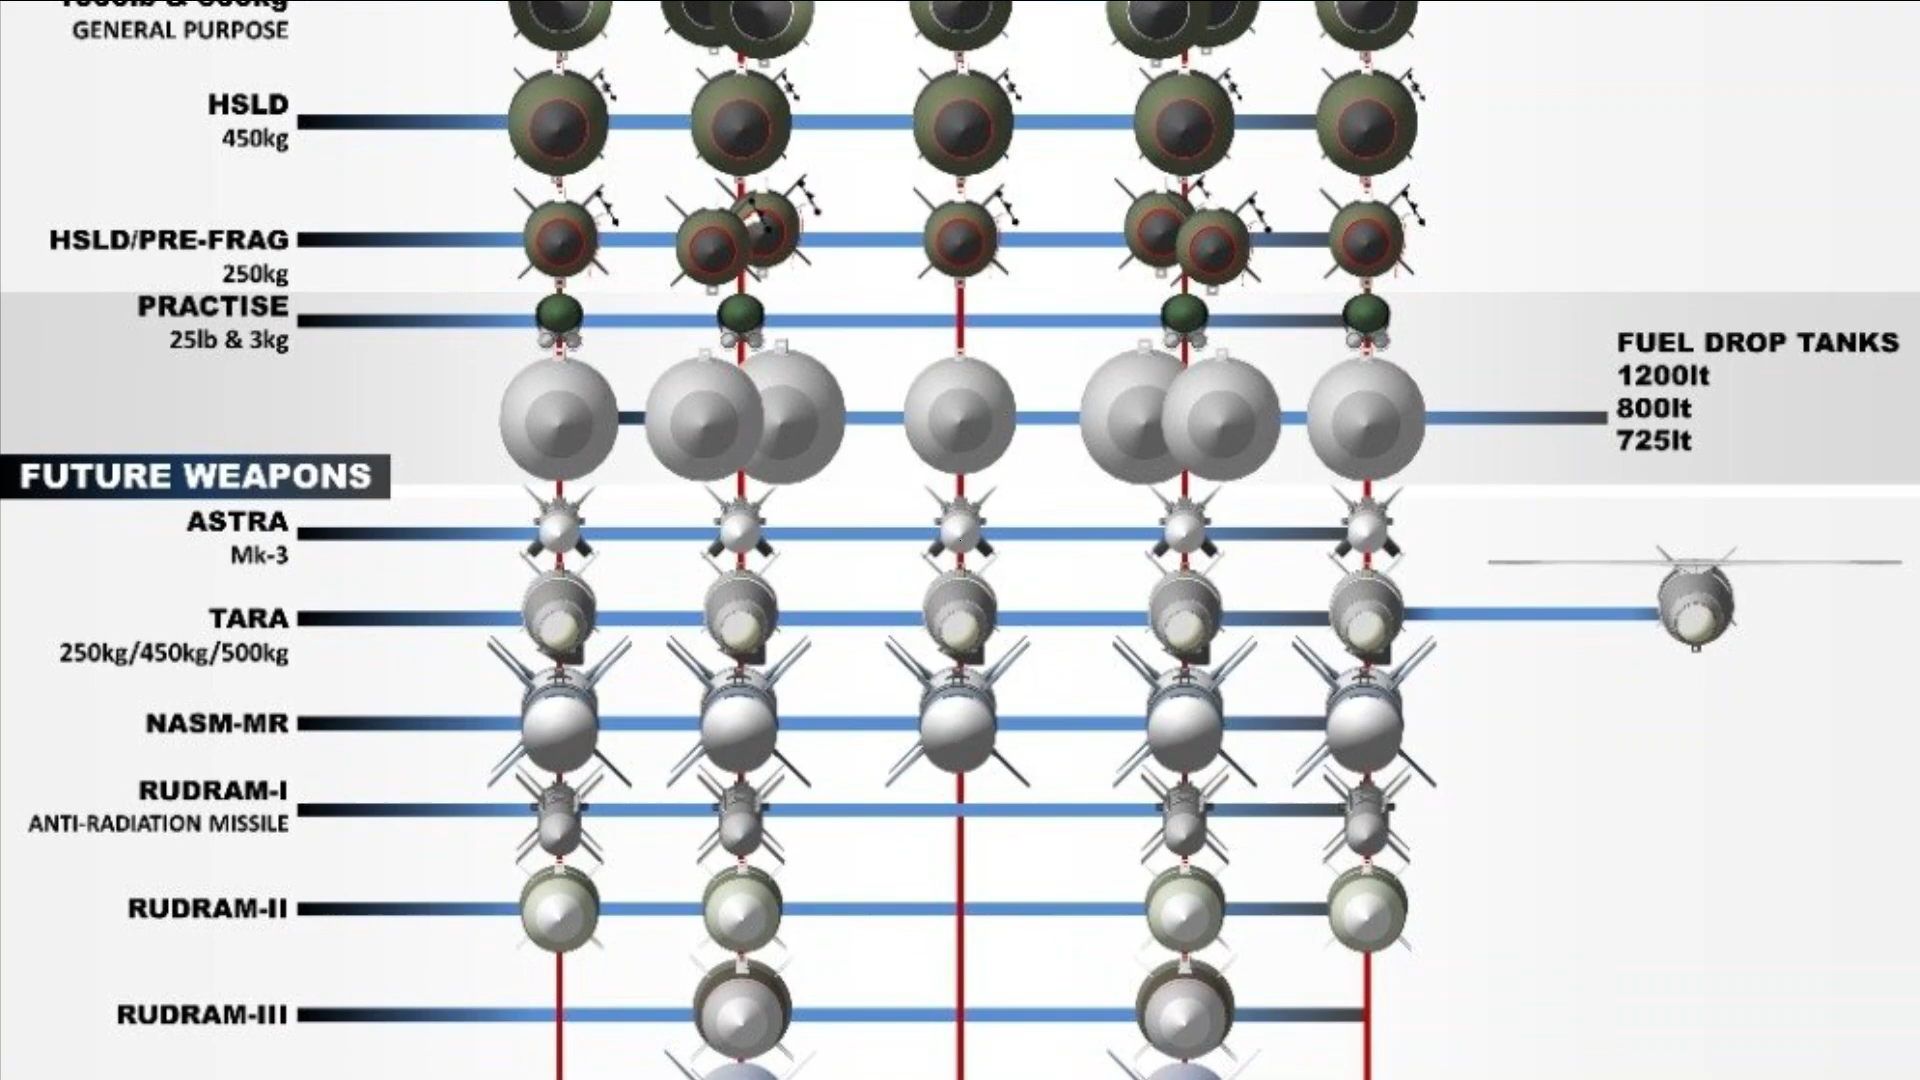 GENERAL PURPOSE
HSLD
450kg
HSLD/PRE-FRAG
250kg
PRACTISE
25lb & 3kg
FUEL DROP TANKS
1200lt
800lt
725lt
FUTURE WEAPONS
ASTRA
Mk-3
TARA
250kg/450kg/500kg
NASM-MR
RUDRAM-I
ANTI-RADIATION MISSILE
RUDRAM-II
RUDRAM-III